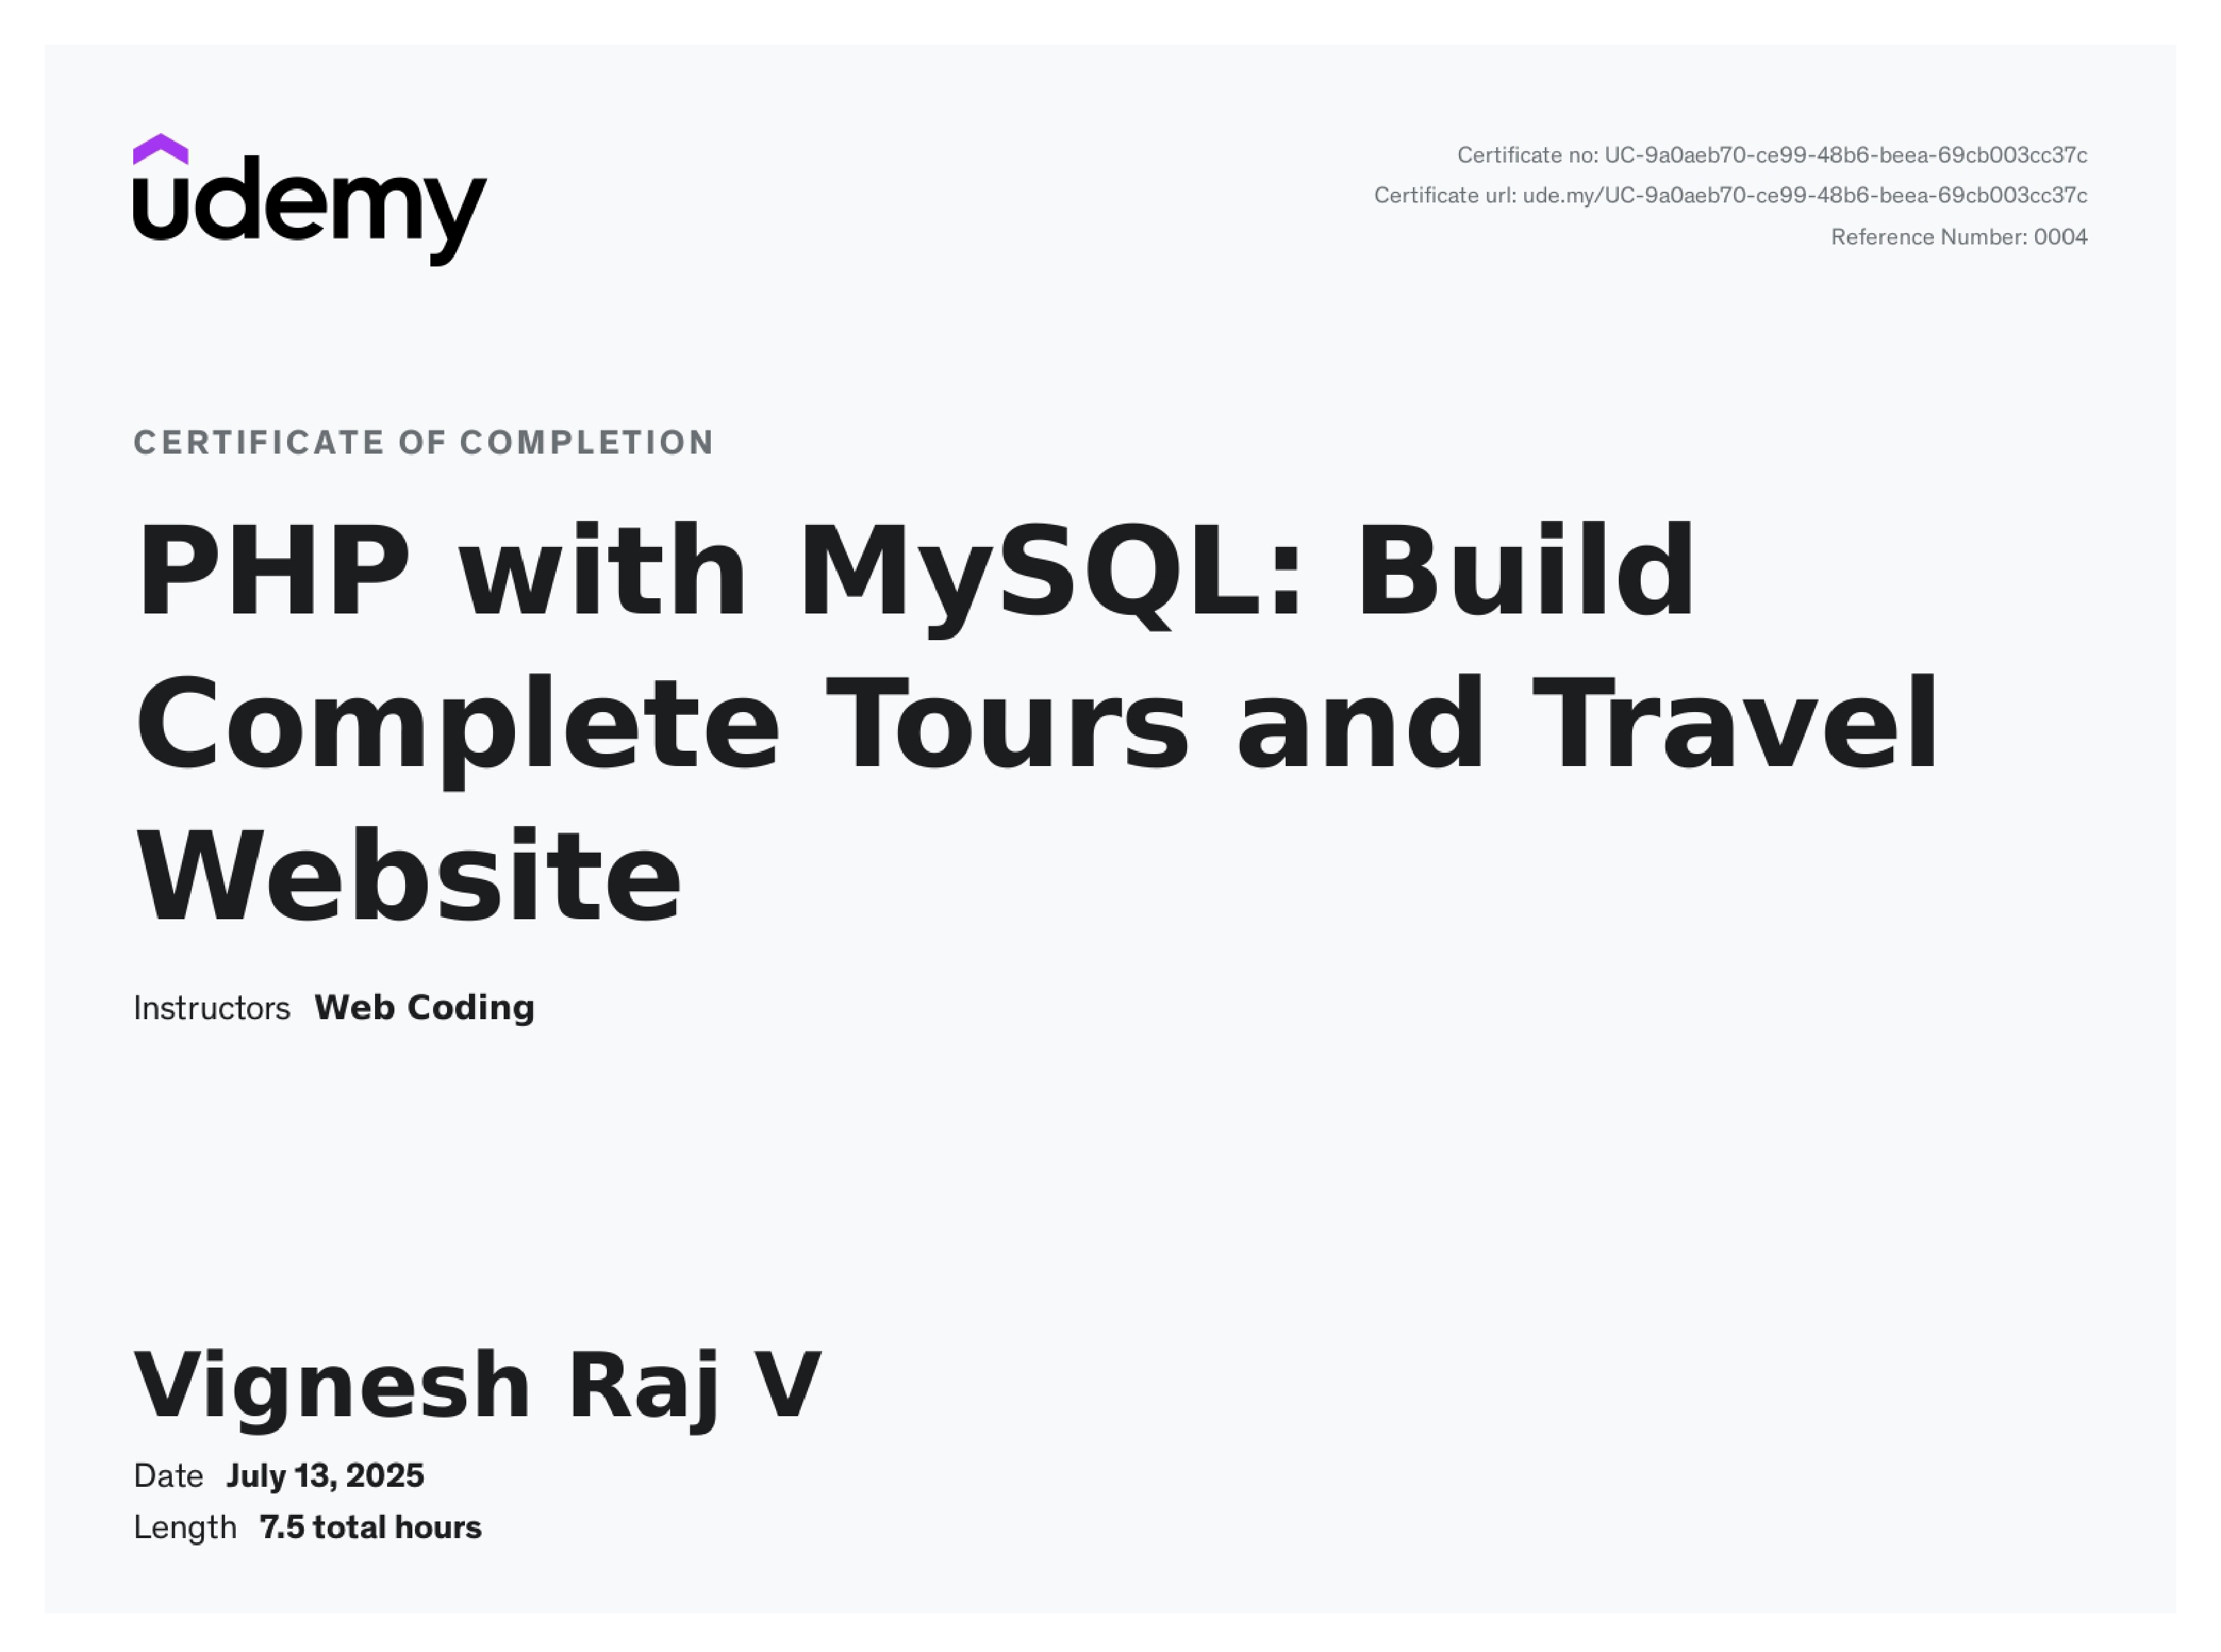 udemy
Certificate no: UC-9a0aeb70-ce99-48b6-beea-69cb003cc37c
Certificate url: ude.my/UC-9a0aeb70-ce99-48b6-beea-69cb003cc37c
Reference Number: 0004
CERTIFICATE OF COMPLETION
PHP with MySQL: Build
Complete Tours and Travel
Website
Instructors Web Coding
Vignesh Raj V
Date July 13, 2025
Length 7.5 total hours